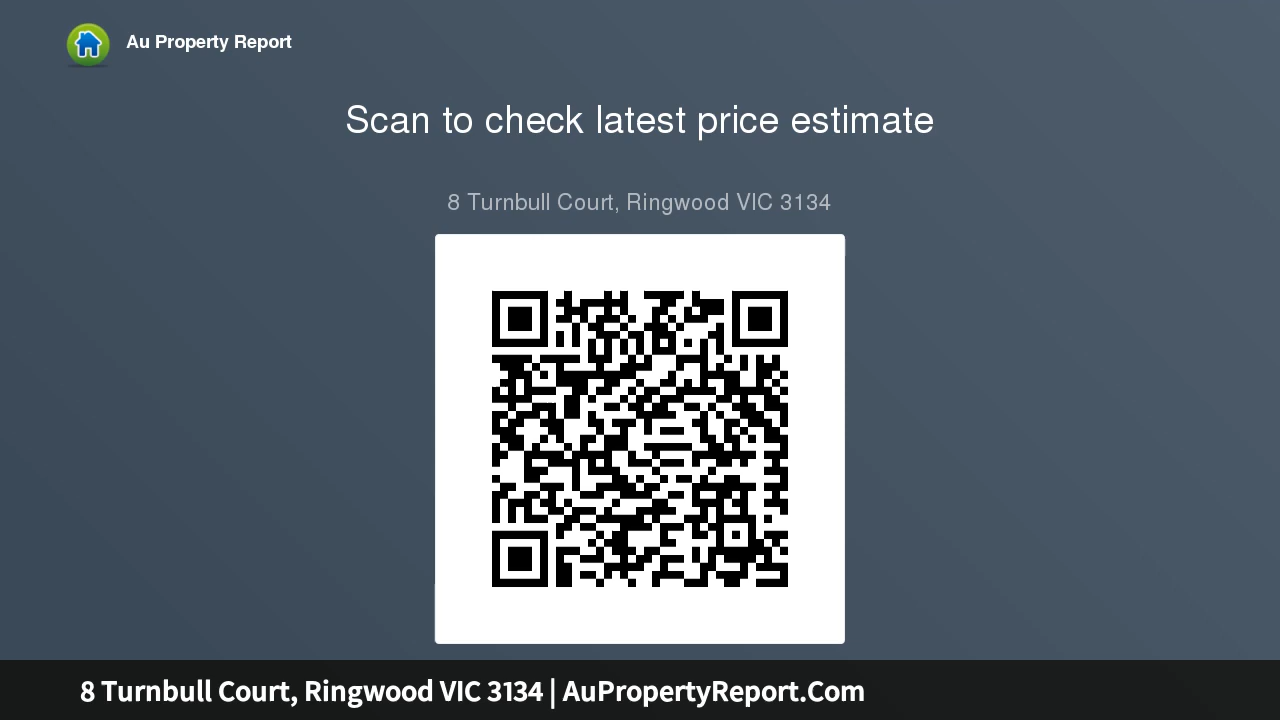 Au Property Report
Scan to check latest price estimate
8 Turnbull Court, Ringwood VIC 3134
8 Turnbull Court, Ringwood VIC 3134 | AuPropertyReport.Com